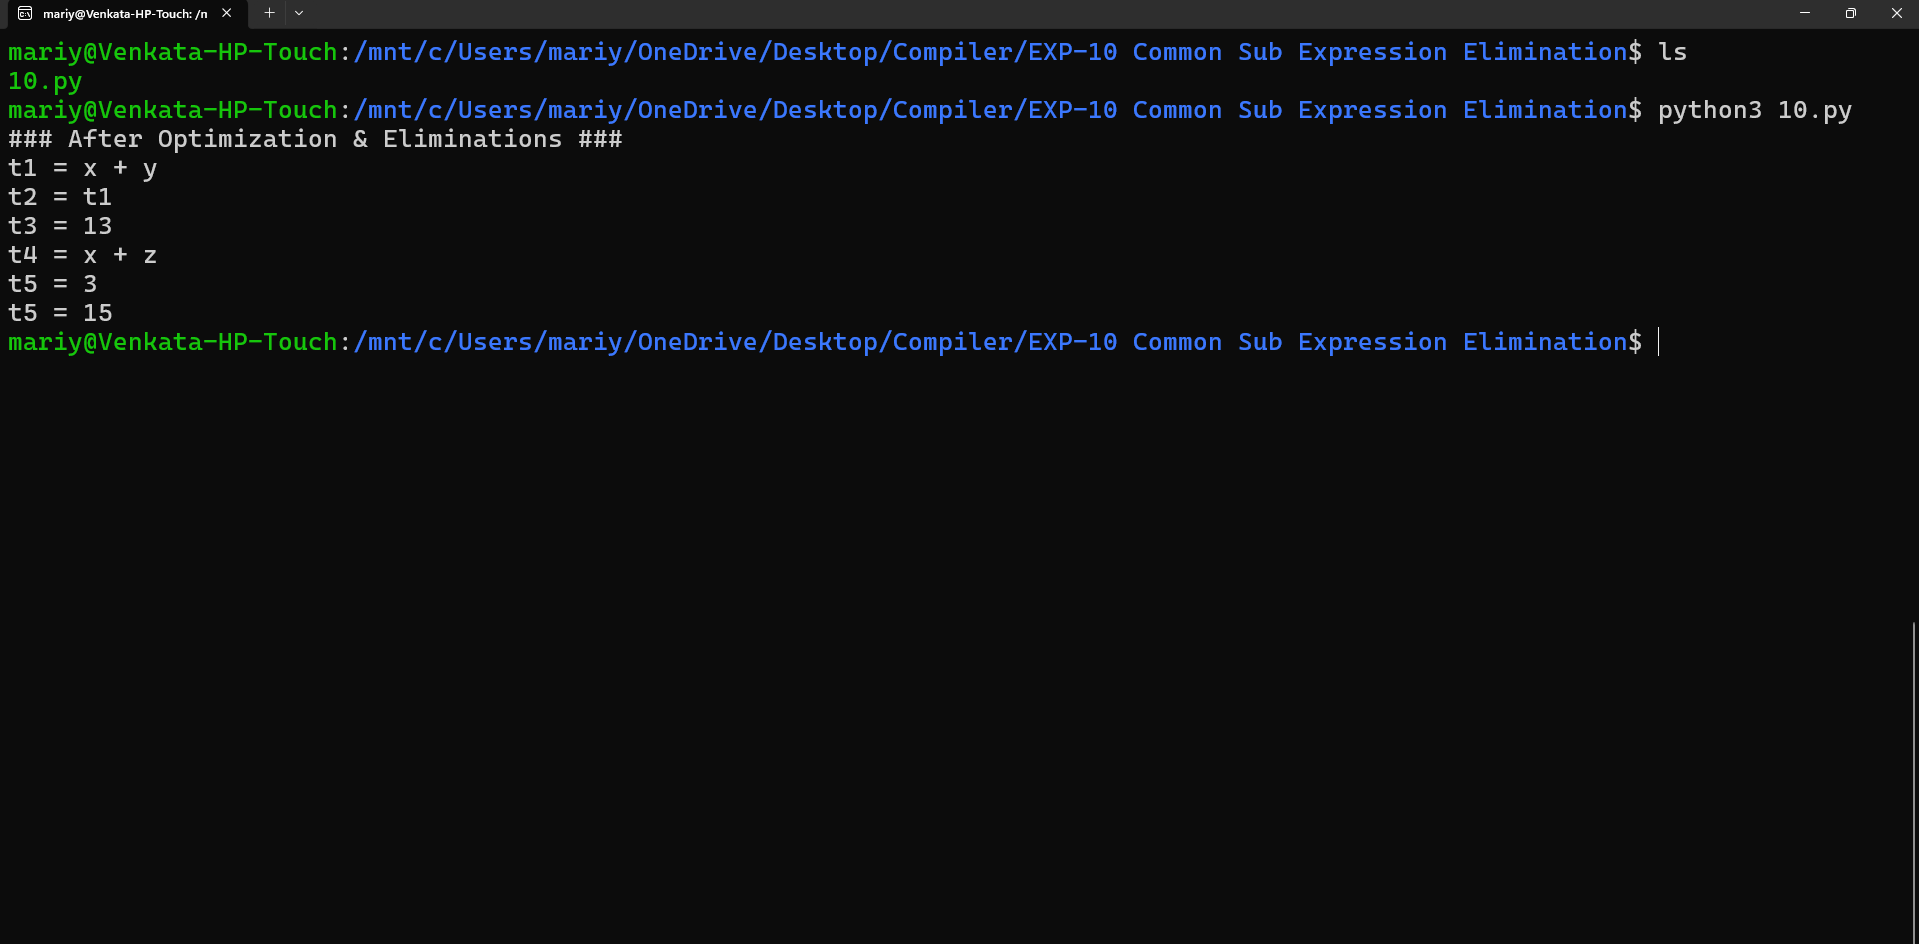 mariy@Venkata-HP-Touch: /n
mariy@Venkata-HP-Touch:/mnt/c/Users/mariy/OneDrive/Desktop/Compiler/EXP-10 Common Sub Expression Elimination$ ls
10.py
mariy@Venkata-HP-Touch:/mnt/c/Users/mariy/OneDrive/Desktop/Compiler/EXP-10 Common Sub Expression Elimination$ python3 10.py
### After Optimization & Eliminations ###
t1 = x + y
t2 = t1
t3 = 13
t4 = x + z
t5 = 3
t5 = 15
mariy@Venkata-HP-Touch:/mnt/c/Users/mariy/OneDrive/Desktop/Compiler/EXP-10 Common Sub Expression Elimination$